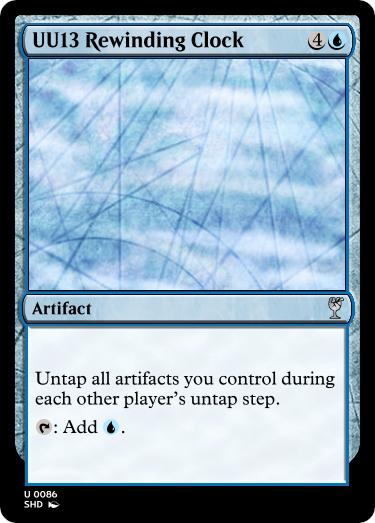 UU13 Rewinding Clock 4
Artifact
Untap all artifacts you control during
each other player's untap step.
: Add .
U 0086
SHD